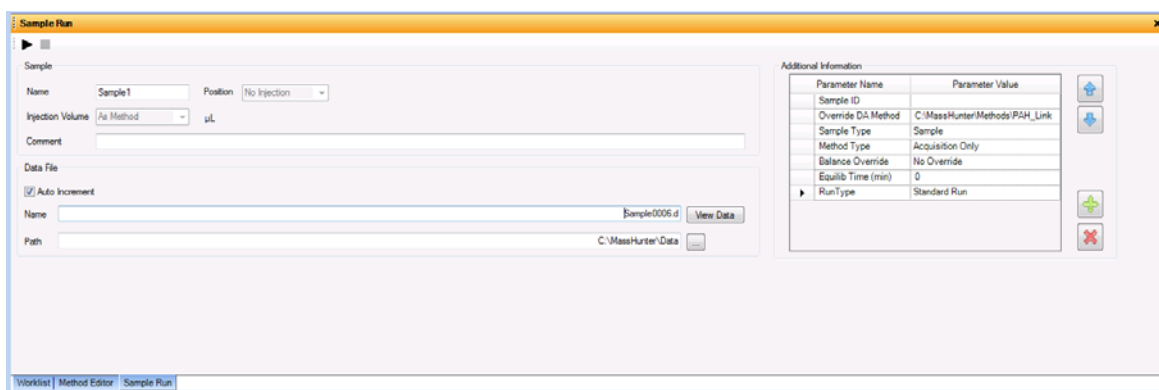 Sample Run
Sample
Name Sample1 Position No Injection
Injection Volume As Method µL
Comment
Data File
Auto Increment
Name Sample0006.d View Data
Path C:\MassHunter\Data ...
Additional Information
Parameter Name Parameter Value
Sample ID
Override DA Method C:\MassHunter\Methods\PAH_Link
Sample Type Sample
Method Type Acquisition Only
Balance Override No Override
Equilib Time (min) 0
RunType Standard Run
Worklist Method Editor Sample Run